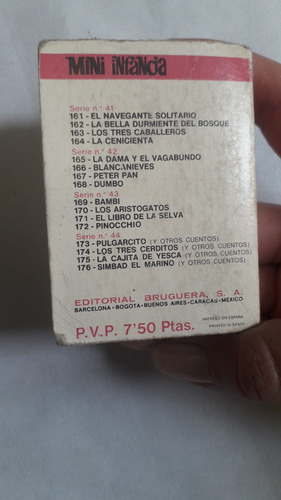 MINI INFANCIA
Serie n.º 41
161 - EL NAVEGANTE SOLITARIO
162 - LA BELLA DURMIENTE DEL BOSQUE
163 - LOS TRES CABALLEROS
164 - LA CENICIENTA
Serie n.º 42
165 - LA DAMA Y EL VAGABUNDO
166 - BLANCANIEVES
167 - PETER PAN
168 - DUMBO
Serie n.º 43
169 - BAMBI
170 - LOS ARISTOGATOS
171 - EL LIBRO DE LA SELVA
172 - PINOCCHIO
Serie n.º 44
173 - PULGARCITO (Y OTROS CUENTOS)
174 - LOS TRES CERDITOS (Y OTROS CUENTOS)
175 - LA CAJITA DE YESCA (Y OTROS CUENTOS)
176 - SIMBAD EL MARINO (Y OTROS CUENTOS)
EDITORIAL BRUGUERA, S. A.
BARCELONA-BOGOTA-BUENOS AIRES-CARACAS-MEXICO
IMPRESO EN ESPAÑA
PRINTED IN SPAIN
P.V.P. 7'50 Ptas.